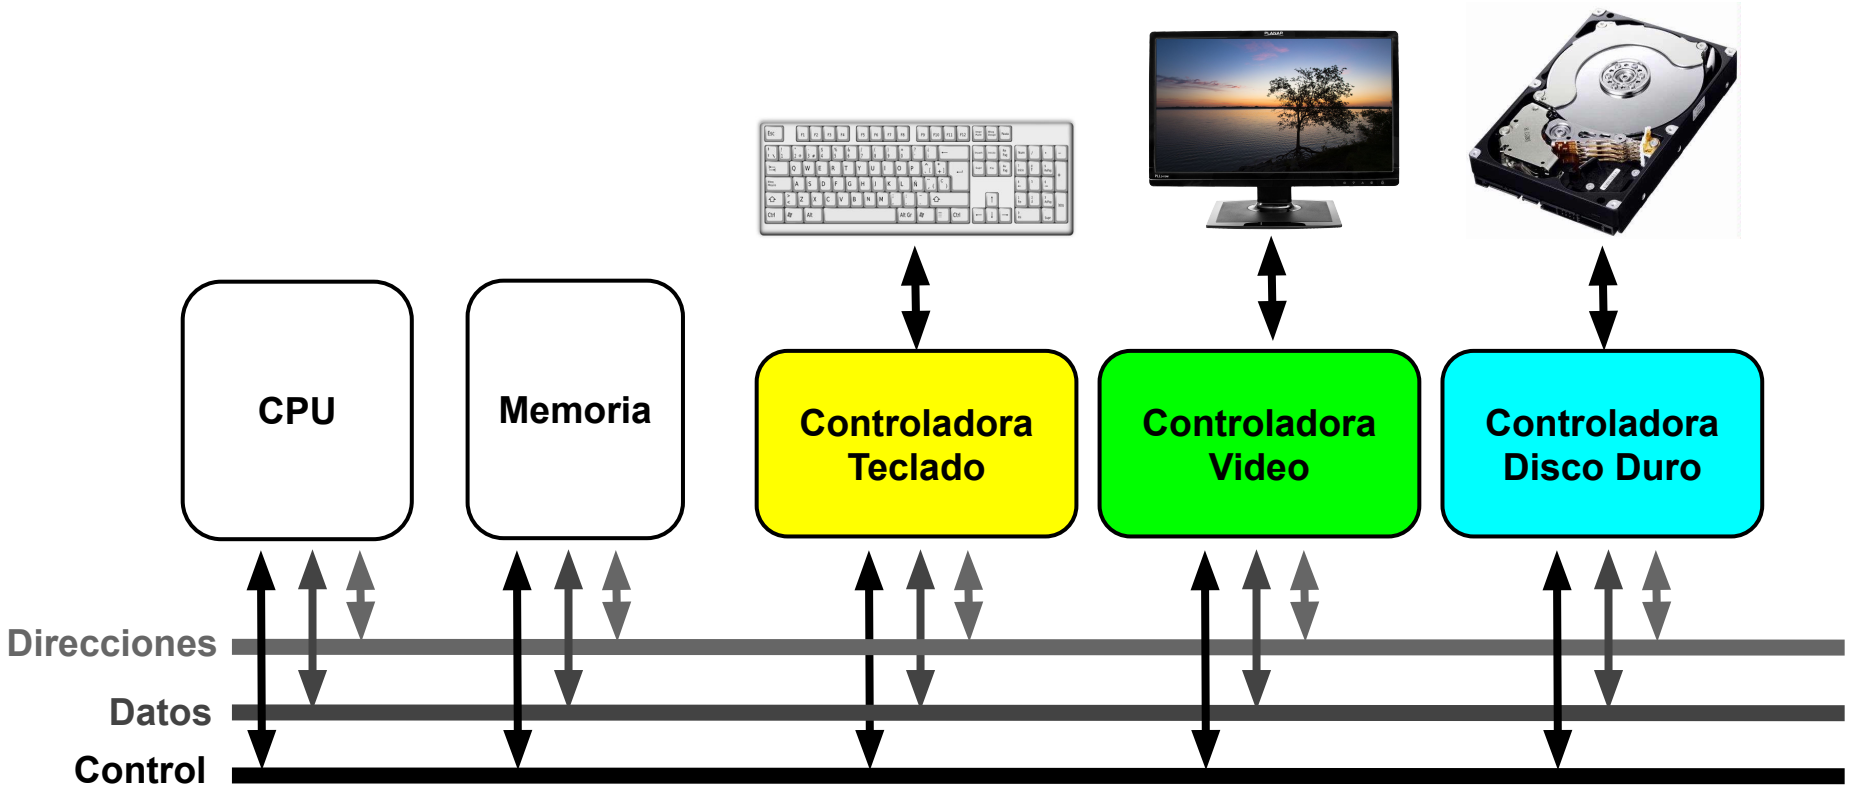 CPU
Memoria
Controladora
Teclado
Controladora
Video
Controladora
Disco Duro
Direcciones
Datos
Control